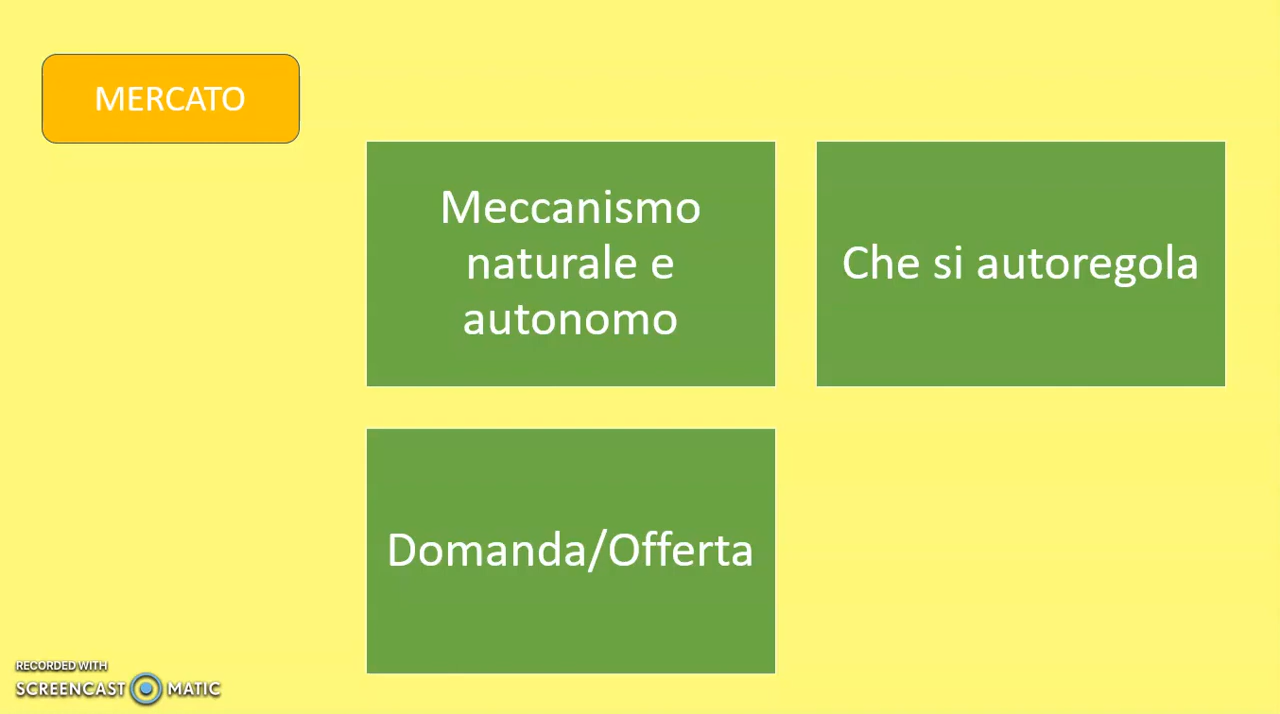 MERCATO
Meccanismo
naturale e
autonomo
Che si autoregola
Domanda/Offerta
RECORDED WITH
SCREENCAST MATIC